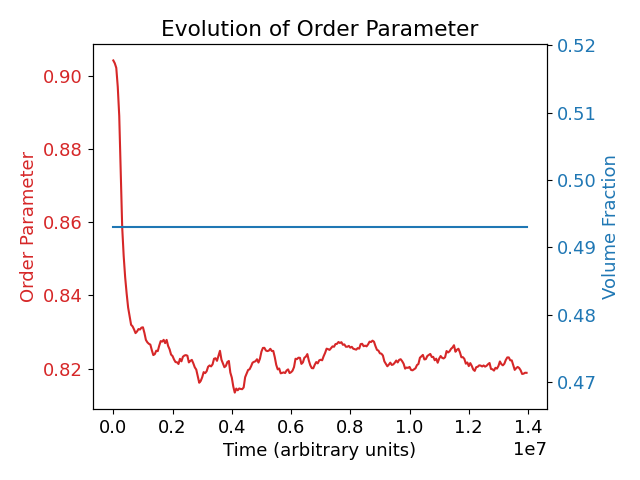 Evolution of Order Parameter
Order Parameter
0.90
0.88
0.86
0.84
0.82
0.52
0.51
0.50
0.49
0.48
0.47
Volume Fraction
0.0 0.2 0.4 0.6 0.8 1.0 1.2 1.4
1e7
Time (arbitrary units)